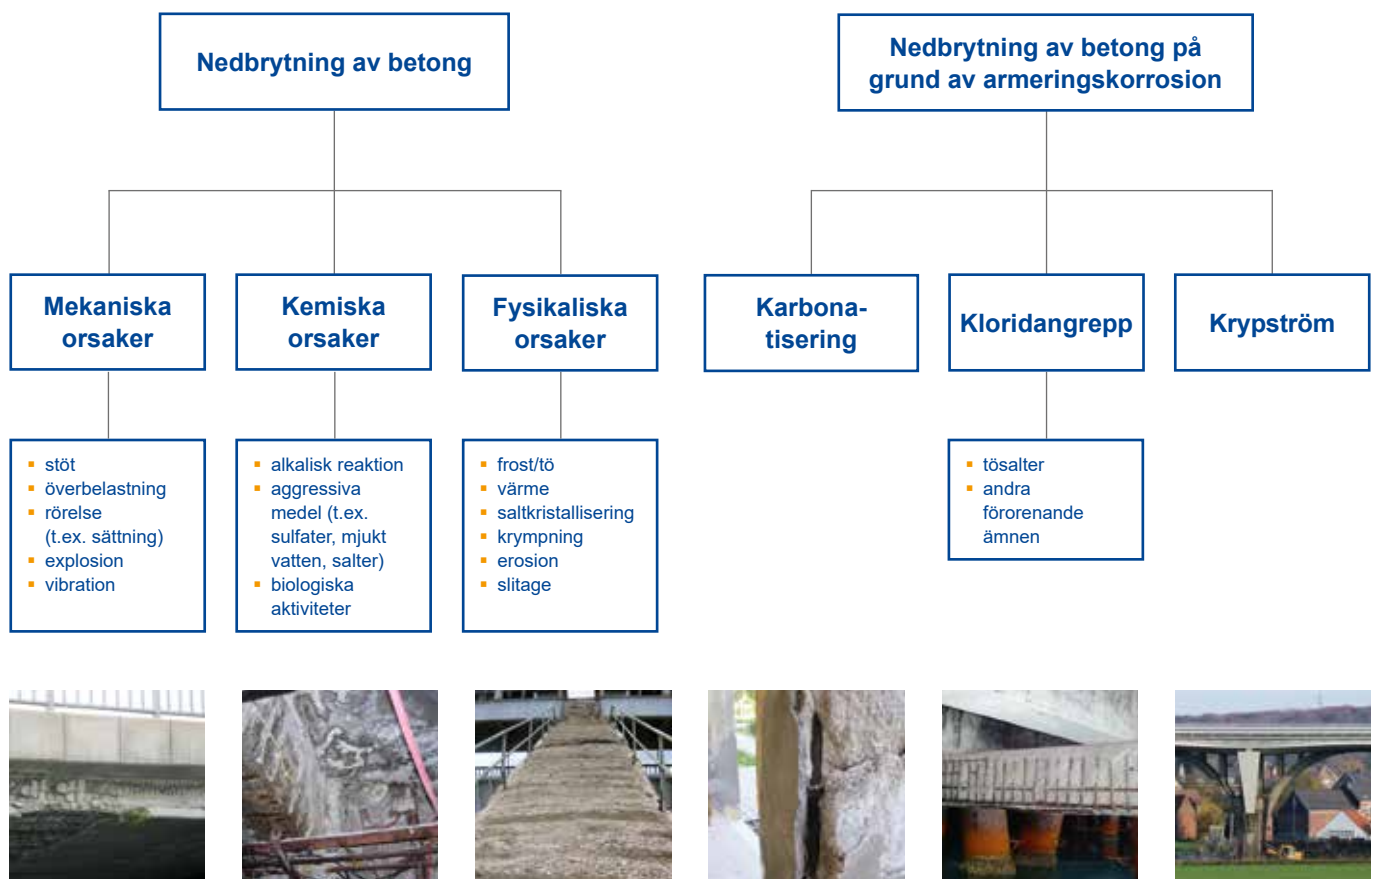 Nedbrytning av betong
Nedbrytning av betong på
grund av armeringskorrosion
Mekaniska
orsaker
Kemiska
orsaker
Fysikaliska
orsaker
Karbona-
tisering
Kloridangrepp
Krypström
▪ stöt
▪ överbelastning
▪ rörelse
(t.ex. sättning)
▪ explosion
▪ vibration
▪ alkalisk reaktion
▪ aggressiva
medel (t.ex.
sulfater, mjukt
vatten, salter)
▪ biologiska
aktiviteter
▪ frost/tö
▪ värme
▪ saltkristallisering
▪ krympning
▪ erosion
▪ slitage
▪ tösalter
▪ andra
förorenande
ämnen